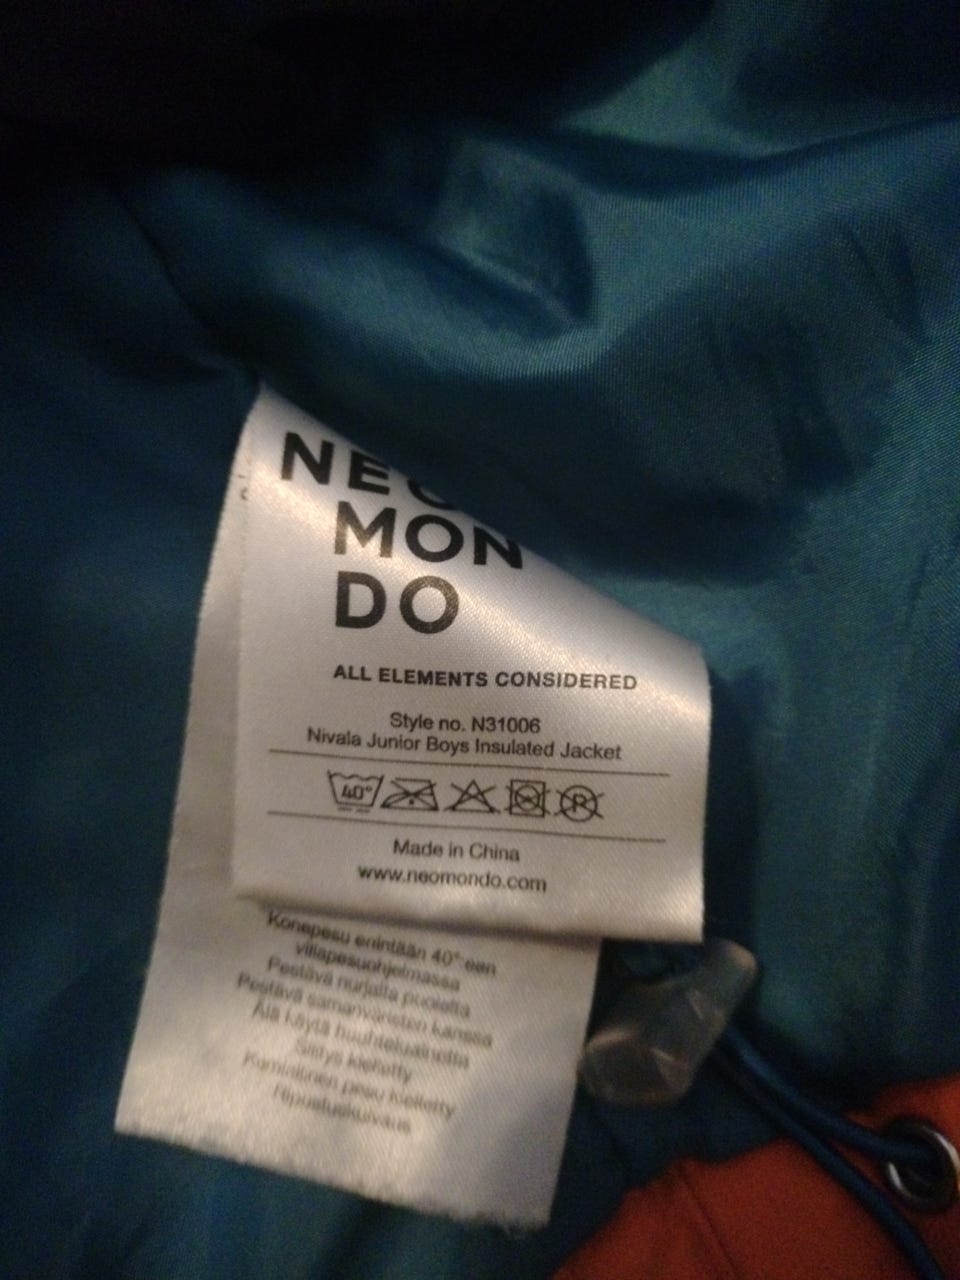 NEO
MON
DO
ALL ELEMENTS CONSIDERED
Style no. N31006
Nivala Junior Boys Insulated Jacket
40°
R
Made in China
www.neomondo.com
Konepesu enintään 40° een
villapesuohjelmassa
Pestävä nurjalta puolelta
Pestävä samanväristen kanssa
Älä käytä huuhteluainetta
Silitys kielletty
Kemiallinen pesu kielletty
ripustuskuivaus